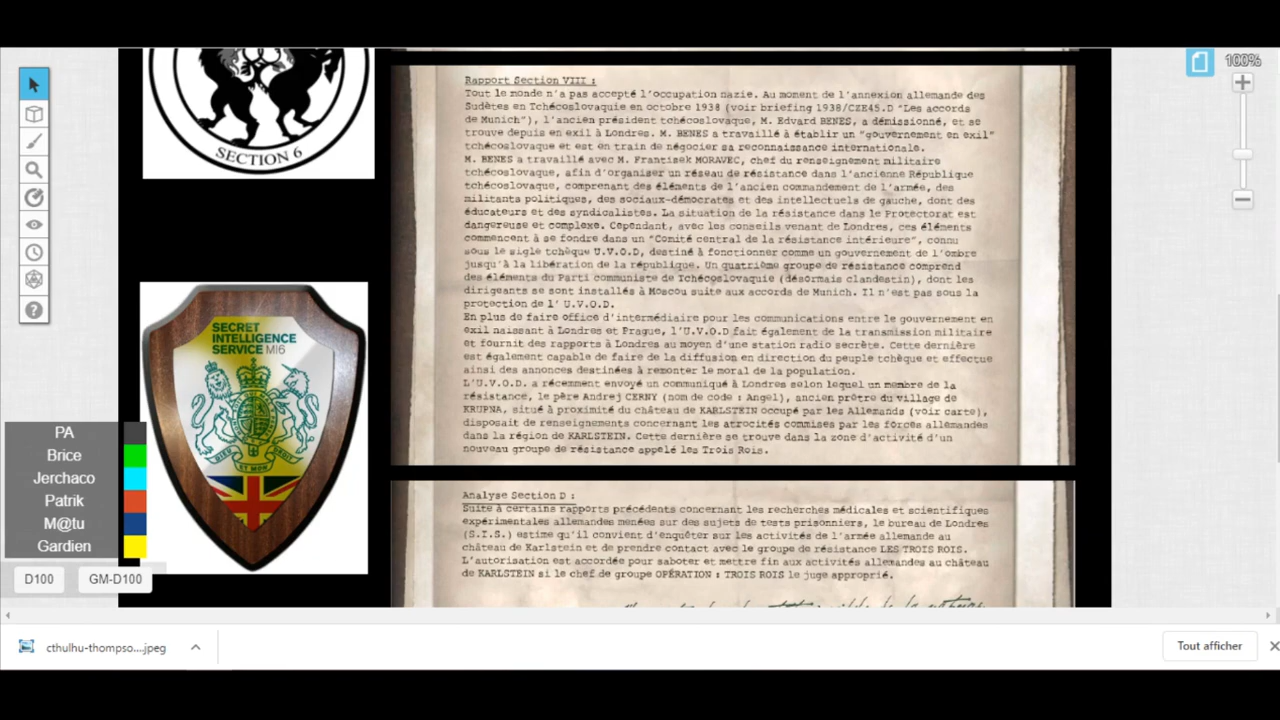 SECTION 6
100%
Rapport Section VIII :
Tout le monde n'a pas accepté l'occupation nazie. Au moment de l'annexion allemande des
Sudètes en Tchécoslovaquie en octobre 1938 (voir briefing 1938/CZE45.D "Les accords
de Munich"), l'ancien président tchécoslovaque, M. Edvard BENES, a démissionné, et se
trouve depuis en exil à Londres. M. BENES a travaillé à établir un "gouvernement en exil"
tchécoslovaque et est en train de négocier sa reconnaissance internationale.
M. BENES a travaillé avec M. Frantisek MORAVEC, chef du renseignement militaire
tchécoslovaque, afin d'organiser un réseau de résistance dans l'ancienne République
tchécoslovaque, comprenant des éléments de l'ancien commandement de l'armée, des
militants politiques, des sociaux-démocrates et des intellectuels de gauche, dont des
éducateurs et des syndicalistes. La situation de la résistance dans le Protectorat est
dangereuse et complexe. Cependant, avec les conseils venant de Londres, ces éléments
commencent à se fondre dans un "Comité central de la résistance intérieure", connu
sous le sigle tchèque U.V.O.D, destiné à fonctionner comme un gouvernement de l'ombre
jusqu'à la libération de la république. Un quatrième groupe de résistance comprend
des éléments du Parti communiste de Tchécoslovaquie (désormais clandestin), dont les
dirigeants se sont installés à Moscou suite aux accords de Munich. Il n'est pas sous la
protection de l' U.V.O.D.
En plus de faire office d'intermédiaire pour les communications entre le gouvernement en
exil naissant à Londres et Prague, l'U.V.O.D fait également de la transmission militaire
et fournit des rapports à Londres au moyen d'une station radio secrète. Cette dernière
est également capable de faire de la diffusion en direction du peuple tchèque et effectue
ainsi des annonces destinées à remonter le moral de la population.
L'U.V.O.D. a récemment envoyé un communiqué à Londres selon lequel un membre de la
résistance, le père Andrej CERNY (nom de code : Angel), ancien prêtre du village de
KRUPNA, situé à proximité du château de KARLSTEIN occupé par les Allemands (voir carte),
disposait de renseignements concernant les atrocités commises par les forces allemandes
dans la région de KARLSTEIN. Cette dernière se trouve dans la zone d'activité d'un
nouveau groupe de résistance appelé les Trois Rois.
SECRET
INTELLIGENCE
SERVICE MI6
DIEU ET MON DROIT
PA
Brice
Jerchaco
Patrik
M@tu
Gardien
D100
GM-D100
Analyse Section D :
Suite à certains rapports précédents concernant les recherches médicales et scientifiques
expérimentales allemandes menées sur des sujets de tests prisonniers, le bureau de Londres
(S.I.S.) estime qu'il convient d'enquêter sur les activités de l'armée allemande au
château de Karlstein et de prendre contact avec le groupe de résistance LES TROIS ROIS.
L'autorisation est accordée pour saboter et mettre fin aux activités allemandes au château
de KARLSTEIN si le chef de groupe OPÉRATION : TROIS ROIS le juge approprié.
cthulhu-thompso....jpeg
Tout afficher